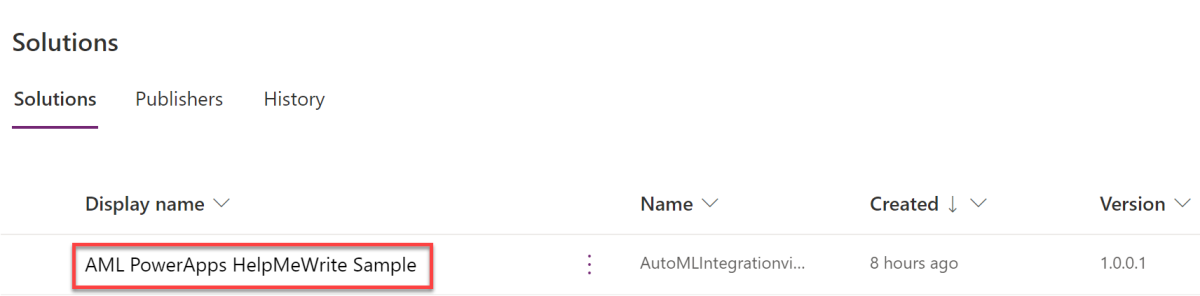 Solutions
Solutions Publishers History
Display name Name Created Version
AML PowerApps HelpMeWrite Sample AutoMLIntegrationvi... 8 hours ago 1.0.0.1